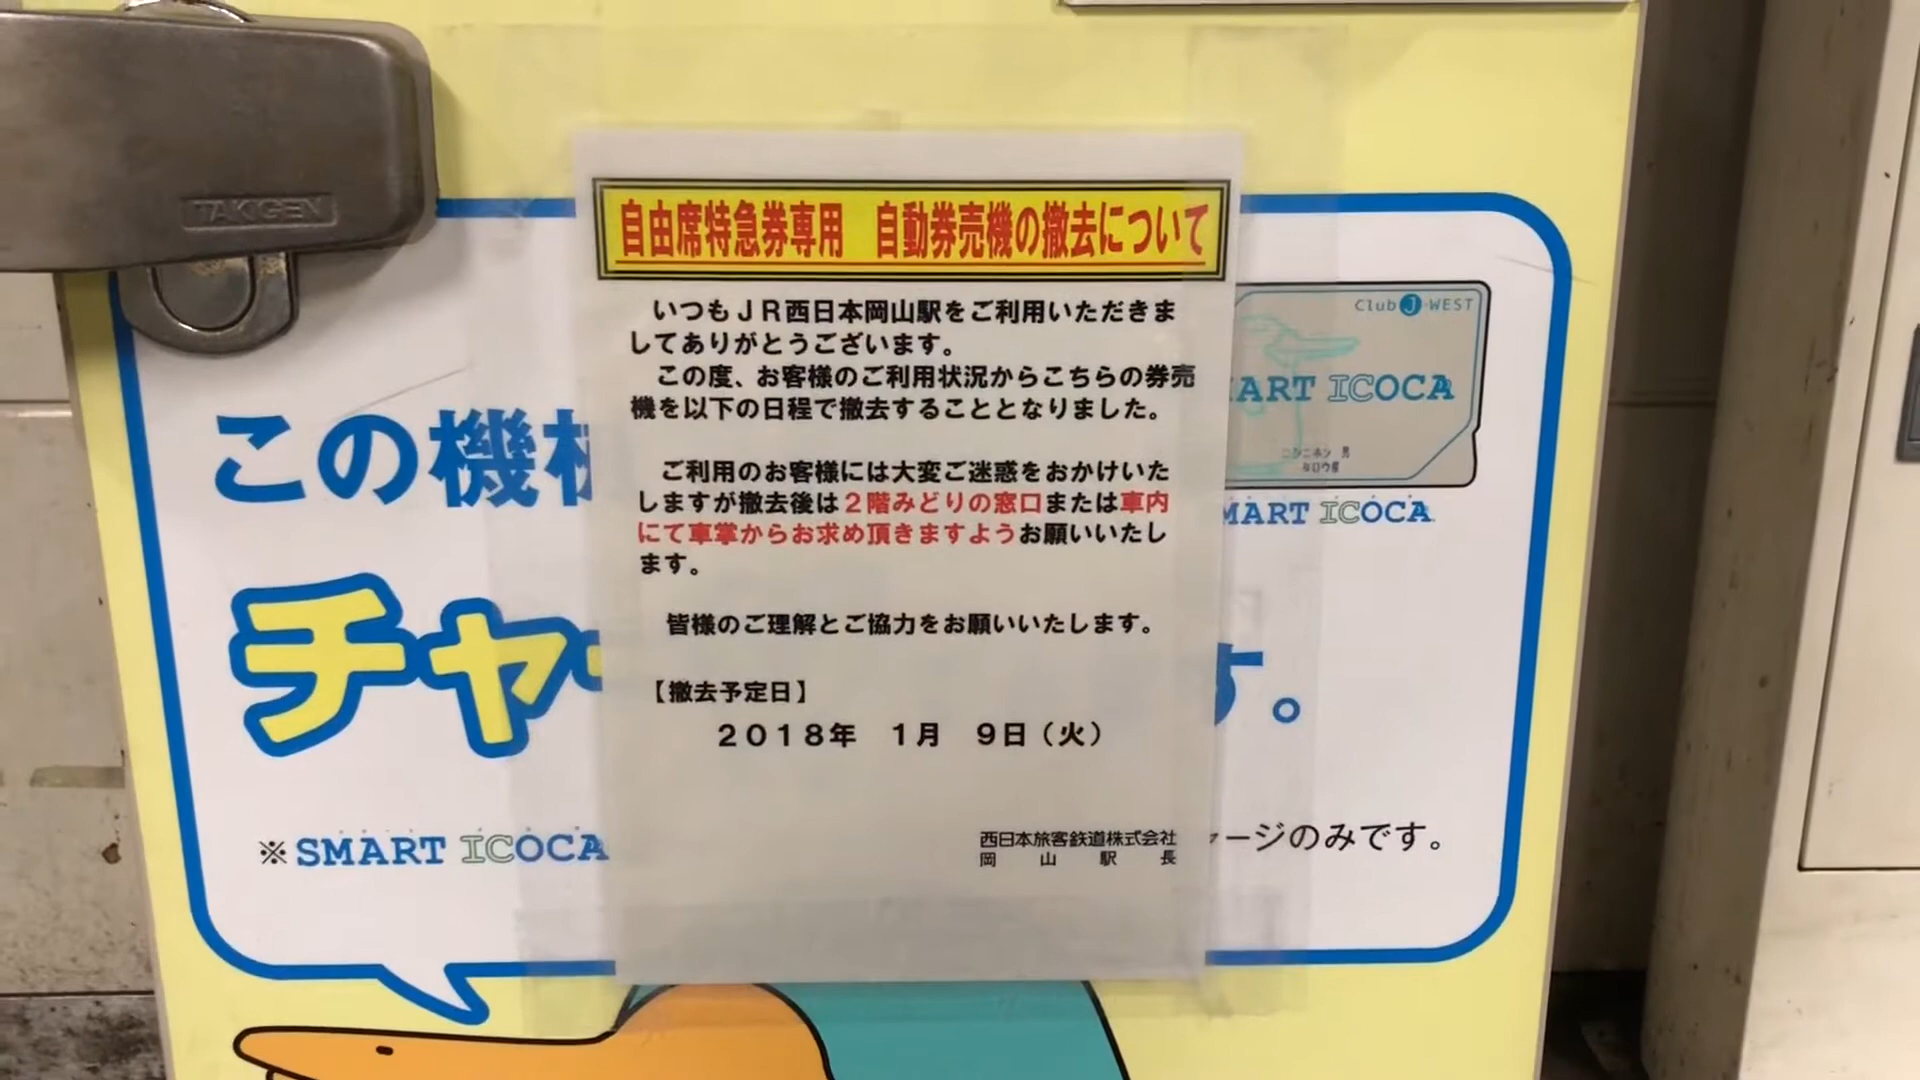 TAKIGEN
自由席特急券専用 自動券売機の撤去について
いつもJR西日本岡山駅をご利用いただきま
してありがとうございます。
この度、お客様のご利用状況からこちらの券売
機を以下の日程で撤去することとなりました。
ご利用のお客様には大変ご迷惑をおかけいた
しますが撤去後は２階みどりの窓口または車内
にて車掌からお求め頂きますようお願いいたし
ます。
皆様のご理解とご協力をお願いいたします。
【撤去予定日】
２０１８年 １月 ９日（火）
西日本旅客鉄道株式会社
岡山駅長
Club J-WEST
ART ICOCA
MART ICOCA
この機
チャ
す。
※SMART ICOCA
ージのみです。